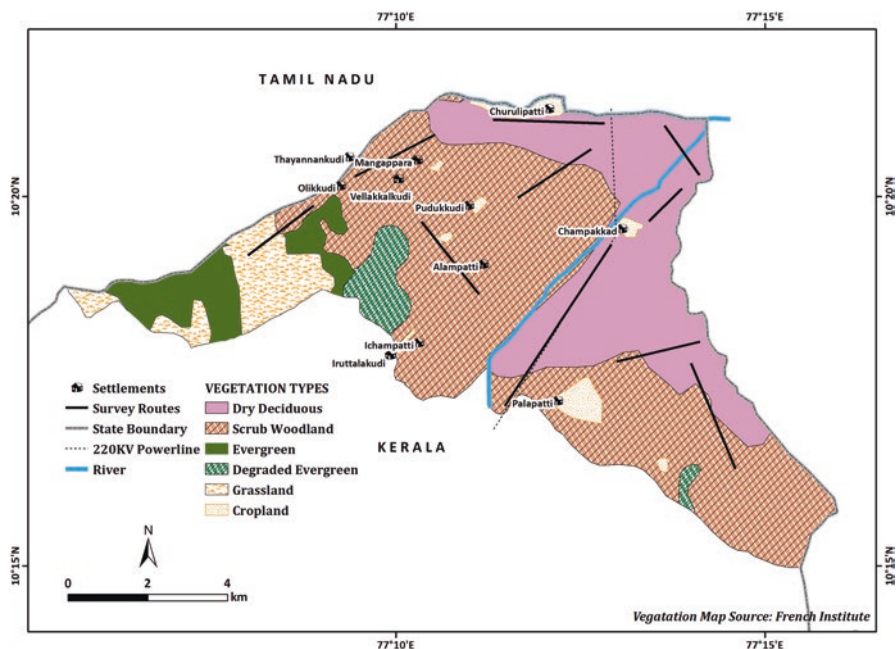 77°10'E
77°15'E
TAMIL NADU
Churulipatti
Thayannankudi
Mangappara
10°20'N
10°20'N
Olikkudi
Vellakkalkudi
Pudukkudi
Champakkad
Alampatti
Ichampatti
Iruttalakudi
Palapatti
KERALA
Settlements
Survey Routes
State Boundary
220KV Powerline
River
VEGETATION TYPES
Dry Deciduous
Scrub Woodland
Evergreen
Degraded Evergreen
Grassland
Cropland
N
0 2 4
km
10°15'N
10°15'N
Vegatation Map Source: French Institute
77°10'E
77°15'E